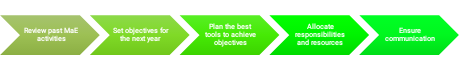 Review past MaE
activities
Set objectives for
the next year
Plan the best
tools to achieve
objectives
Allocate
responsibilities
and resources
Ensure
communication